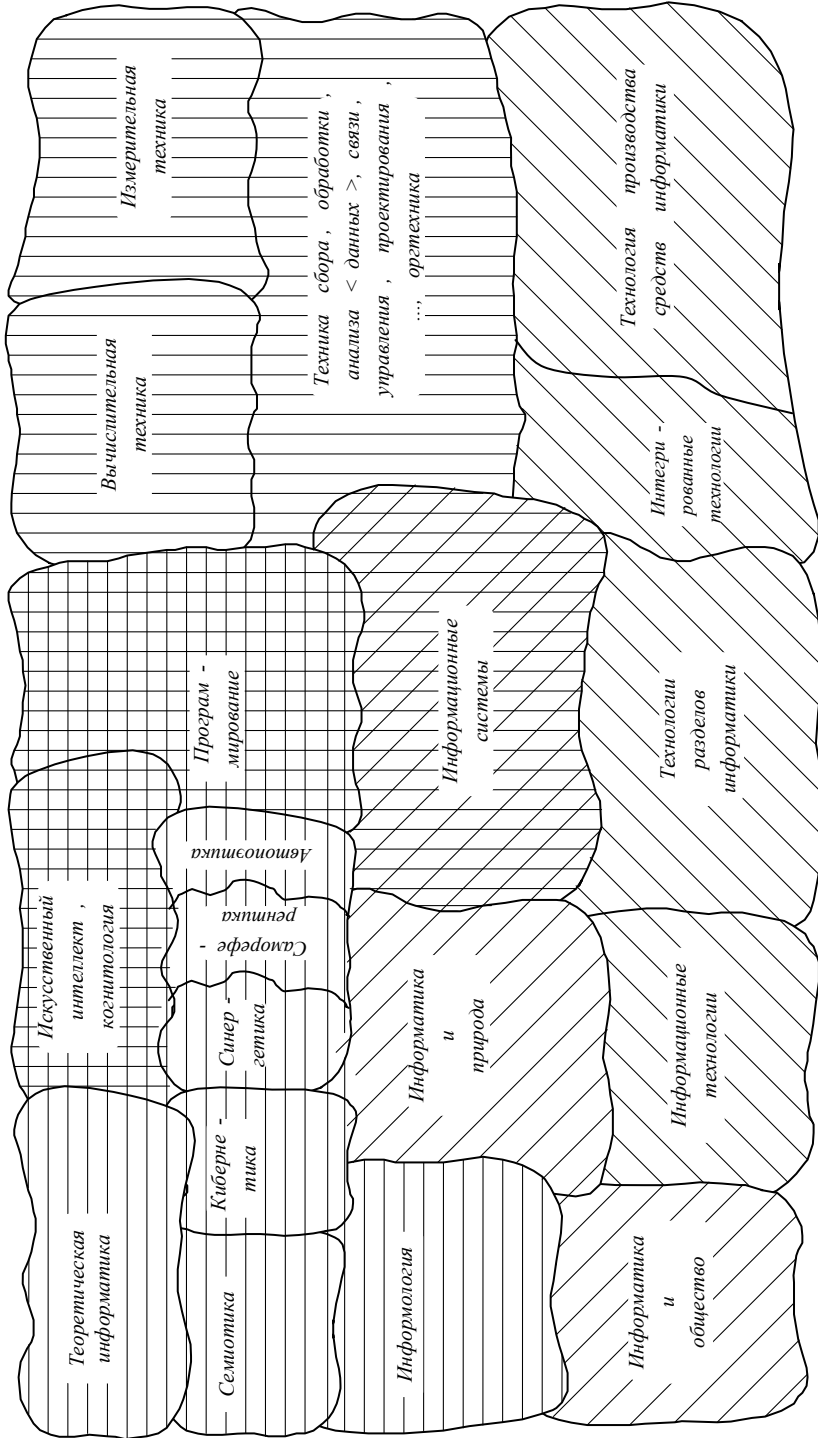 Теоретическая
информатика
Искусственный
интеллект ,
когнитология
Вычислительная
техника
Измерительная
техника
Семиотика
Киберне -
тика
Синер -
гетика
Саморефе -
рентика
Автопоэтика
Програм -
мирование
Техника сбора , обработки ,
анализа < данных >, связи ,
управления , проектирования ,
..., оргтехника
Информология
Информатика
и
природа
Информационные
системы
Информатика
и
общество
Информационные
технологии
Технологии
разделов
информатики
Интегри -
рованные
технологии
Технология производства
средств информатики